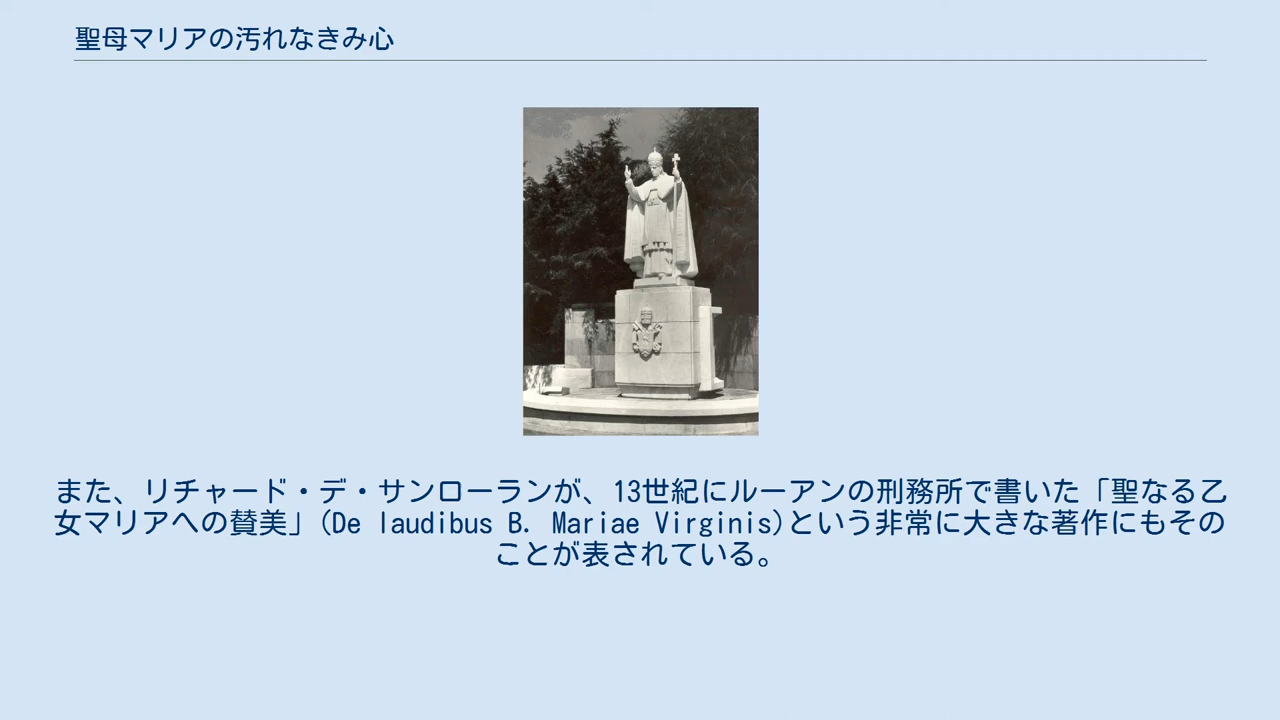 聖母マリアの汚れなきみ心
また、リチャード・デ・サンローランが、13世紀にルーアンの刑務所で書いた「聖なる乙
女マリアへの賛美」(De laudibus B. Mariae Virginis)という非常に大きな著作にもその
ことが表されている。